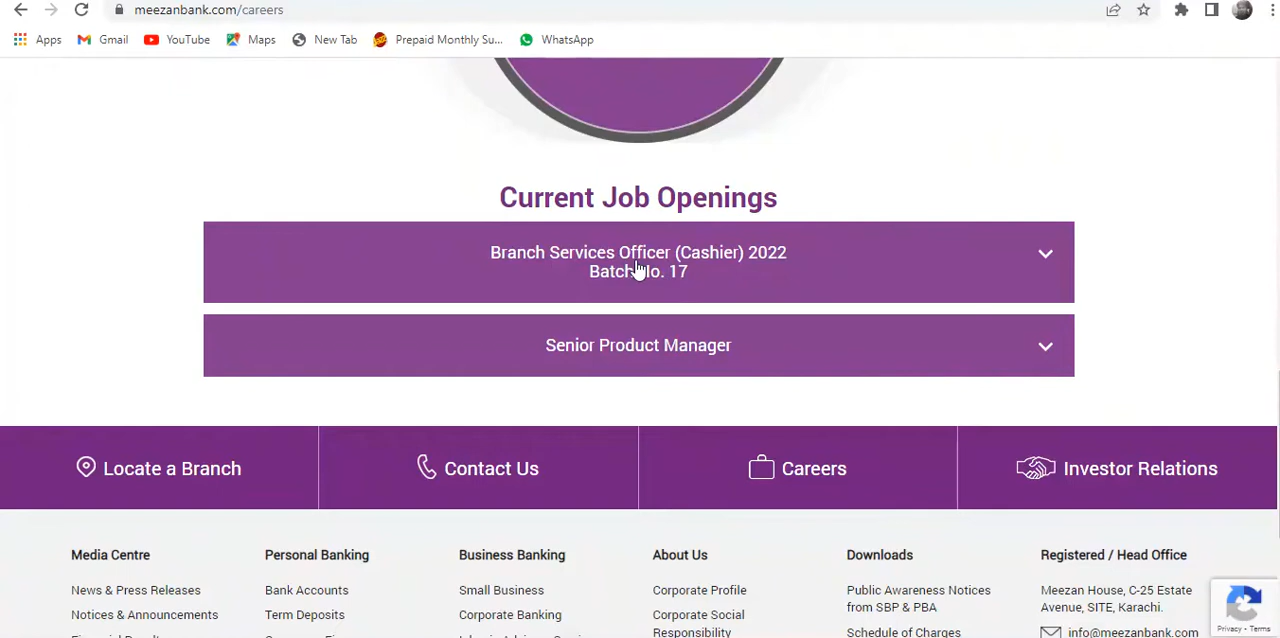 meezanbank.com/careers
Apps Gmail YouTube Maps New Tab Prepaid Monthly Su... WhatsApp
Current Job Openings
Branch Services Officer (Cashier) 2022
Batch No. 17
Senior Product Manager
Locate a Branch Contact Us Careers Investor Relations
Media Centre Personal Banking Business Banking About Us Downloads Registered / Head Office
News & Press Releases Bank Accounts Small Business Corporate Profile Public Awareness Notices Meezan House, C-25 Estate
from SBP & PBA Avenue, SITE, Karachi.
Notices & Announcements Term Deposits Corporate Banking Corporate Social
Responsibility Schedule of Charges info@meezanbank.com
Privacy - Terms